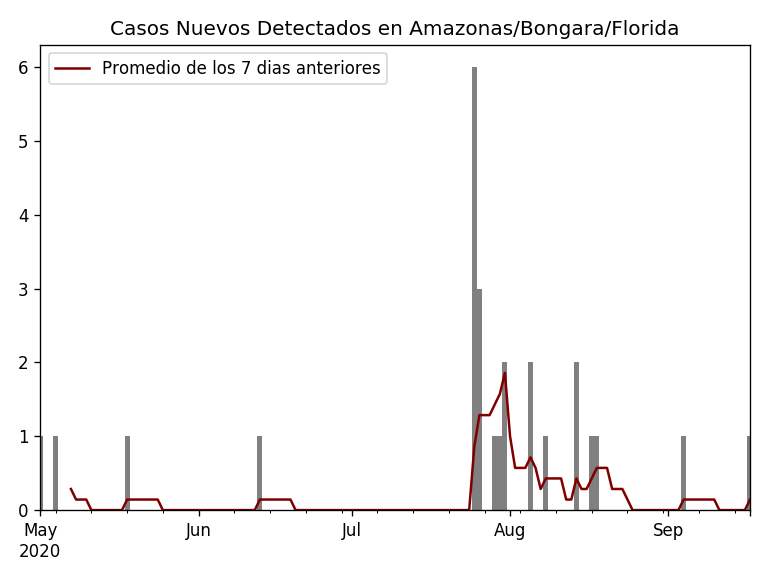 Casos Nuevos Detectados en Amazonas/Bongara/Florida
Promedio de los 7 dias anteriores
6
5
4
3
2
1
0
May Jun Jul Aug Sep
2020